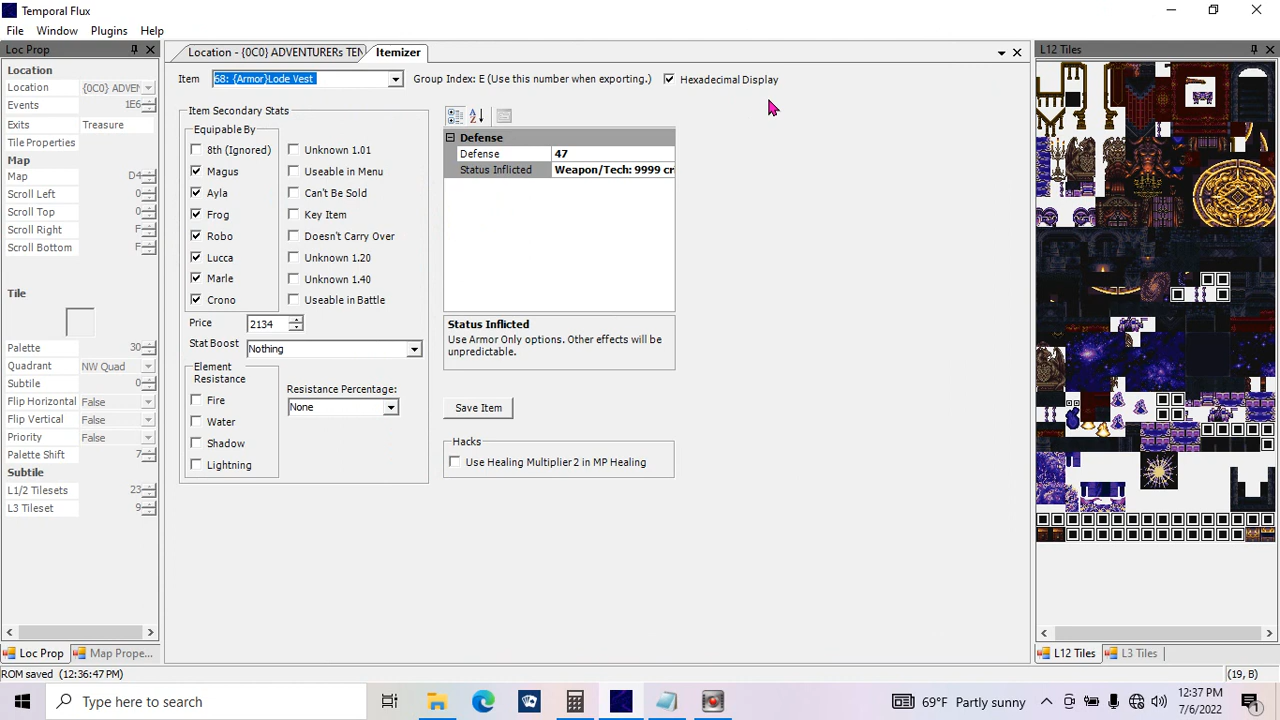 Temporal Flux
File Window Plugins Help
Loc Prop
Location - {0C0} ADVENTURERs TEN
Itemizer
L12 Tiles
Location
Location {0C0} ADVEN
Events 1E6
Exits Treasure
Tile Properties
Map
Map D4
Scroll Left 0
Scroll Top 0
Scroll Right F
Scroll Bottom F
Tile
Palette 30
Quadrant NW Quad
Subtile 0
Flip Horizontal False
Flip Vertical False
Priority False
Palette Shift 7
Subtile
L1/2 Tilesets 23
L3 Tileset 9
Loc Prop Map Prope...
Item 68: {Armor}Lode Vest Group Index: E (Use this number when exporting.) Hexadecimal Display
Item Secondary Stats
Equipable By
8th (Ignored) Unknown 1.01
Magus Useable in Menu
Ayla Can't Be Sold
Frog Key Item
Robo Doesn't Carry Over
Lucca Unknown 1.20
Marle Unknown 1.40
Crono Useable in Battle
Price 2134
Stat Boost Nothing
Element
Resistance
Resistance Percentage:
None
Fire
Water
Shadow
Lightning
Defense
Defense 47
Status Inflicted Weapon/Tech: 9999 cr
Status Inflicted
Use Armor Only options. Other effects will be
unpredictable.
Save Item
Hacks
Use Healing Multiplier 2 in MP Healing
L12 Tiles L3 Tiles
ROM saved (12:36:47 PM)
(19, B)
Type here to search
69°F Partly sunny
12:37 PM
7/6/2022
1